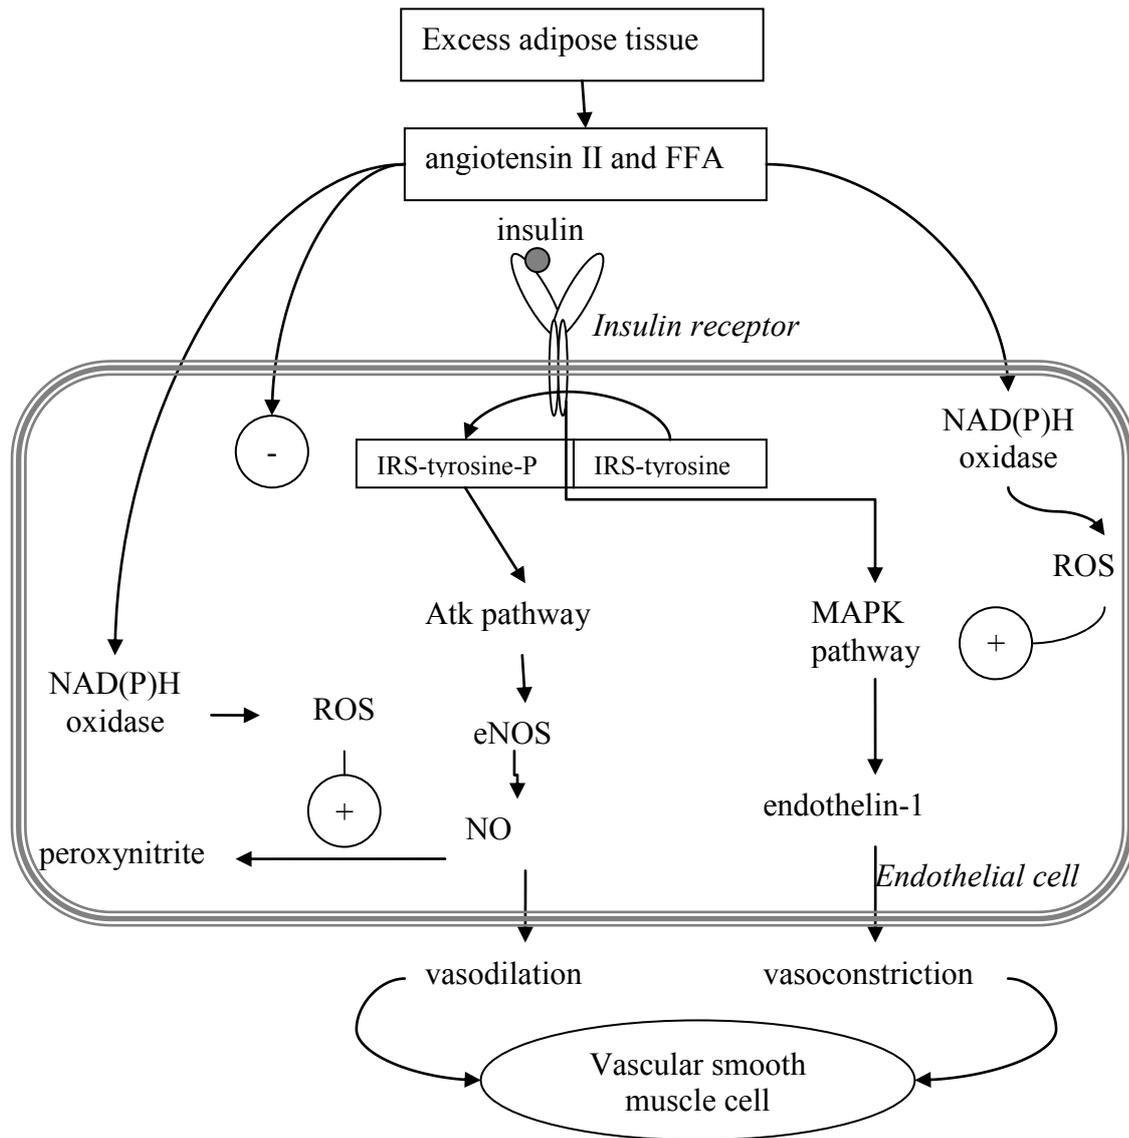 Excess adipose tissue
angiotensin II and FFA
insulin
Insulin receptor
NAD(P)H
oxidase
-
IRS-tyrosine-P
IRS-tyrosine
ROS
Atk pathway
MAPK
pathway
+
NAD(P)H
oxidase
ROS
eNOS
+
NO
endothelin-1
peroxynitrite
Endothelial cell
vasodilation
vasoconstriction
Vascular smooth
muscle cell